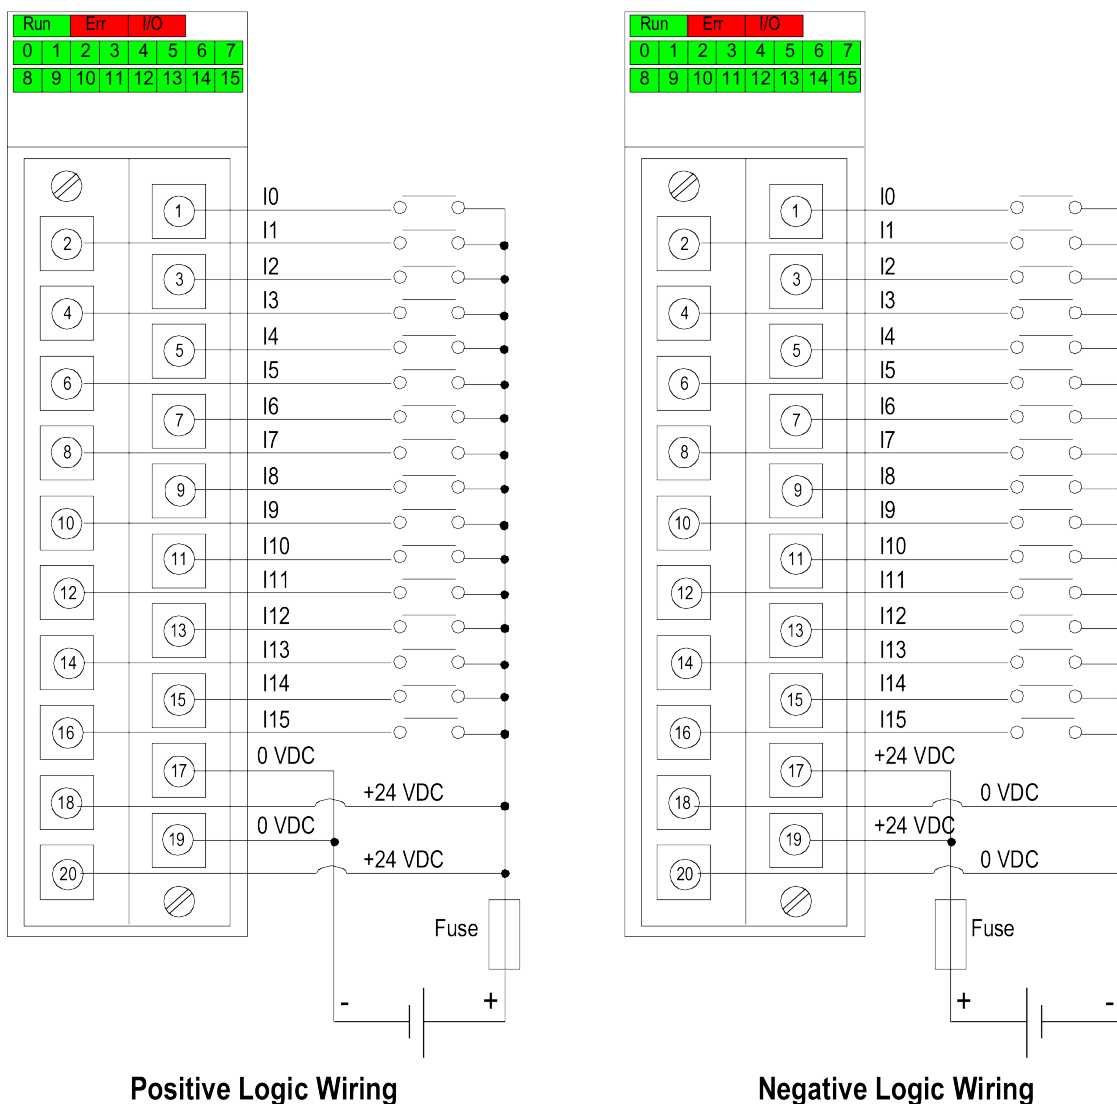 Run Err I/O
0 1 2 3 4 5 6 7
8 9 10 11 12 13 14 15
1 I0
2 I1
3 I2
4 I3
5 I4
6 I5
7 I6
8 I7
9 I8
10 I9
11 I10
12 I11
13 I12
14 I13
15 I14
16 I15
17 0 VDC
18 +24 VDC
19 0 VDC
20 +24 VDC
Fuse
- +
Positive Logic Wiring
Run Err I/O
0 1 2 3 4 5 6 7
8 9 10 11 12 13 14 15
1 I0
2 I1
3 I2
4 I3
5 I4
6 I5
7 I6
8 I7
9 I8
10 I9
11 I10
12 I11
13 I12
14 I13
15 I14
16 I15
17 +24 VDC
18 0 VDC
19 +24 VDC
20 0 VDC
Fuse
+ -
Negative Logic Wiring